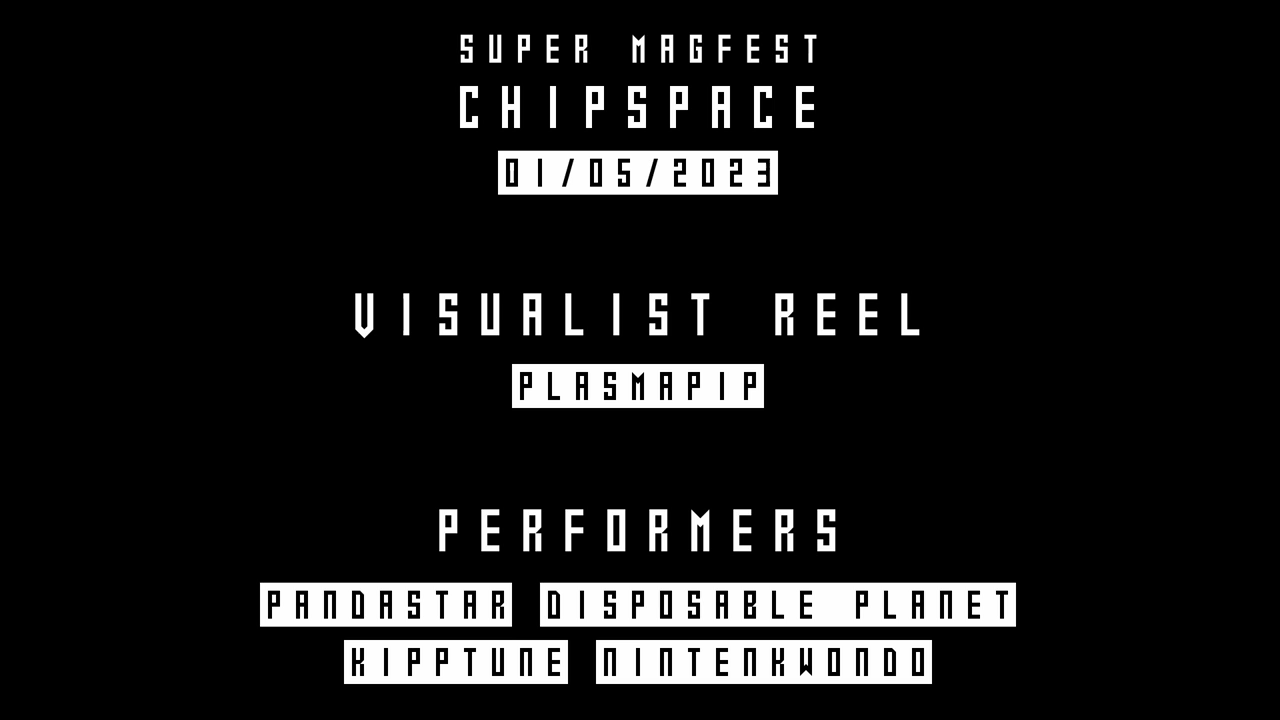 SUPER MAGFEST
CHIPSPACE
01/05/2023
VISUALIST REEL
PLASMAPIP
PERFORMERS
PANDASTAR DISPOSABLE PLANET
KIPPTUNE NINTENKWONDO